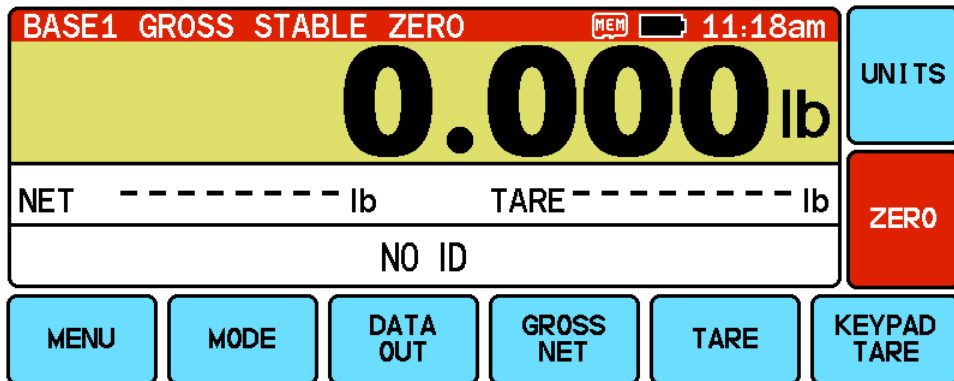 BASE1 GROSS STABLE ZERO MEM 11:18am
0.000 lb
UNITS
NET -------- lb TARE -------- lb
ZERO
NO ID
MENU
MODE
DATA
OUT
GROSS
NET
TARE
KEYPAD
TARE